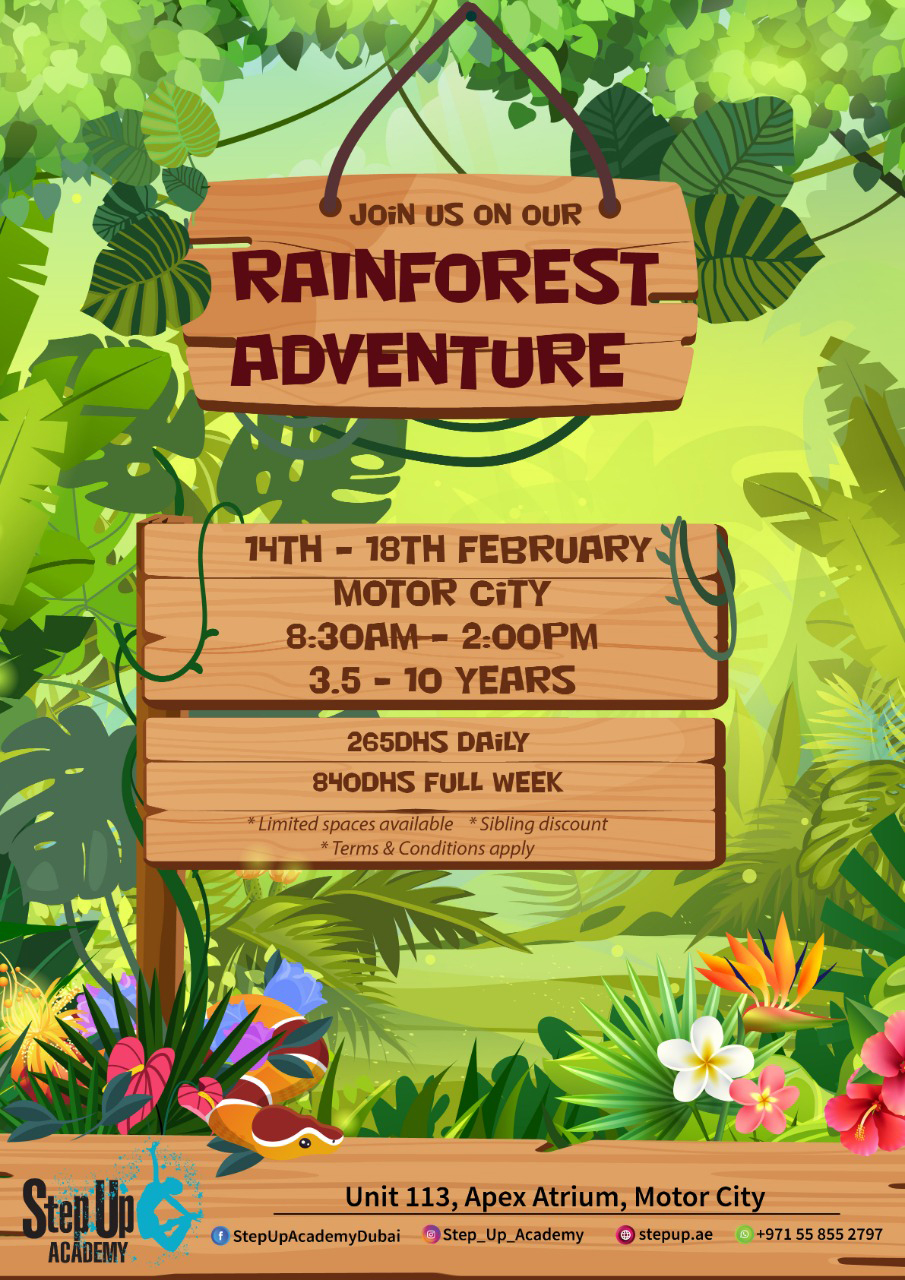 JOiN US ON OUR
RAINFOREST
ADVENTURE
14TH - 18TH FEBRUARY
MOTOR CiTY
8:30AM - 2:00PM
3.5 - 10 YEARS
265DHS DAiLY
840DHS FULL WEEK
* Limited spaces available * Sibling discount
* Terms & Conditions apply
Step Up
ACADEMY
Unit 113, Apex Atrium, Motor City
StepUpAcademyDubai Step_Up_Academy stepup.ae +971 55 855 2797